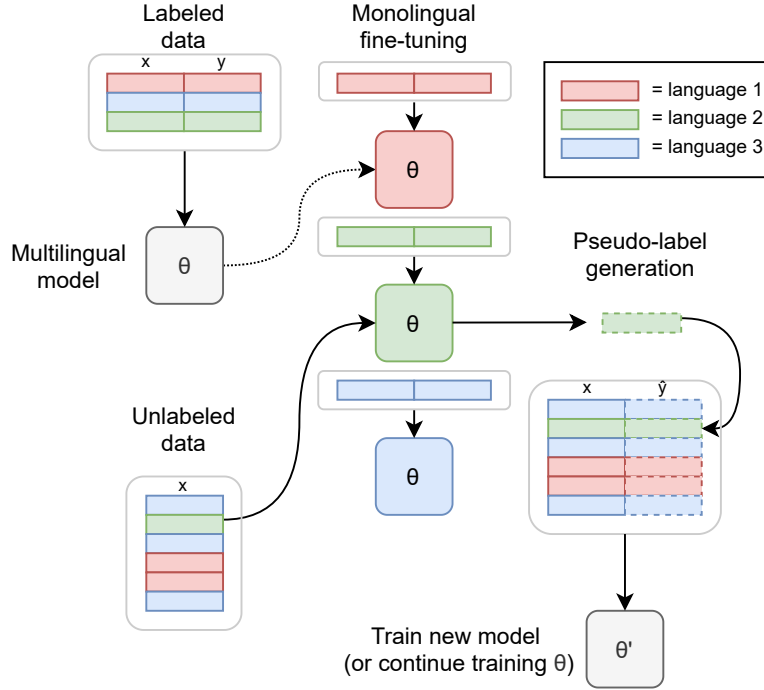 Labeled
data
x y
Multilingual
model
θ
Monolingual
fine-tuning
θ
θ
θ
= language 1
= language 2
= language 3
Pseudo-label
generation
x ŷ
Unlabeled
data
x
Train new model
(or continue training θ)
θ'